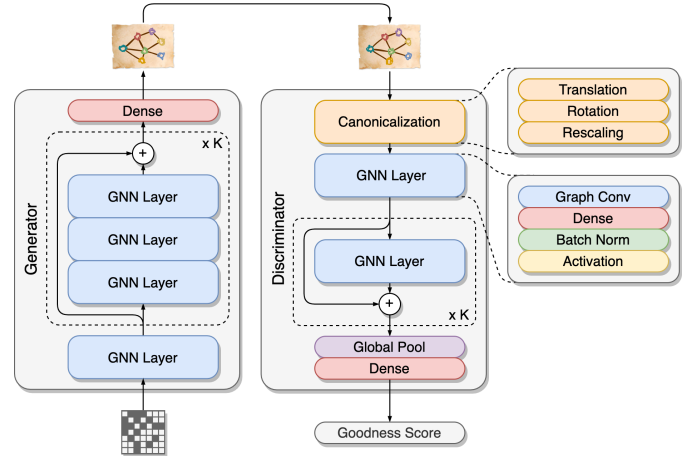 Dense
+
x K
GNN Layer
GNN Layer
GNN Layer
GNN Layer
Generator
Canonicalization
GNN Layer
GNN Layer
+
x K
Global Pool
Dense
Discriminator
Goodness Score
Translation
Rotation
Rescaling
Graph Conv
Dense
Batch Norm
Activation